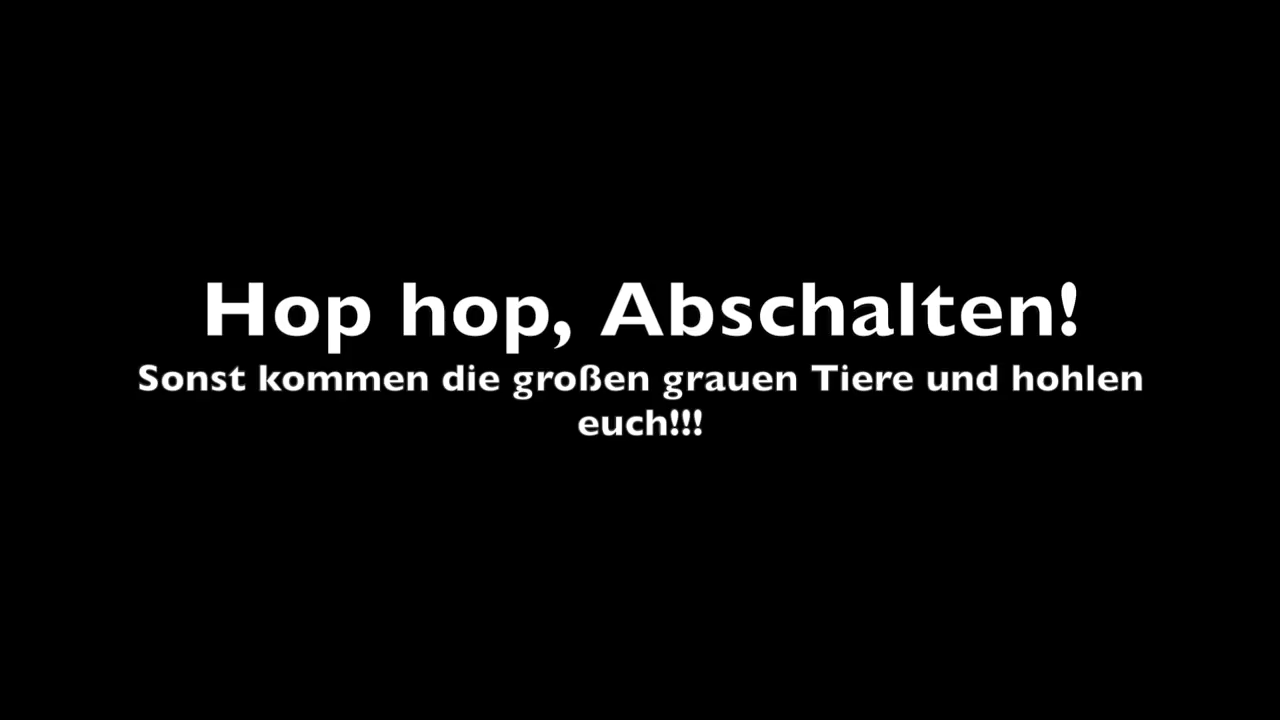 Hop hop, Abschalten!
Sonst kommen die großen grauen Tiere und hohlen
euch!!!